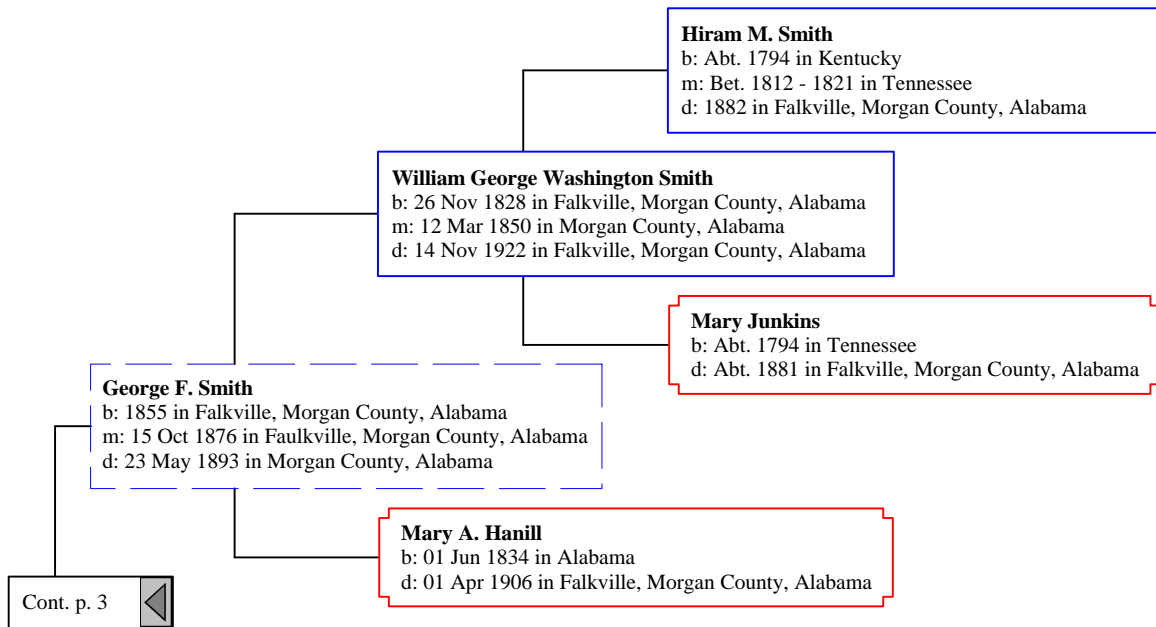 Hiram M. Smith
b: Abt. 1794 in Kentucky
m: Bet. 1812 - 1821 in Tennessee
d: 1882 in Falkville, Morgan County, Alabama
William George Washington Smith
b: 26 Nov 1828 in Falkville, Morgan County, Alabama
m: 12 Mar 1850 in Morgan County, Alabama
d: 14 Nov 1922 in Falkville, Morgan County, Alabama
Mary Junkins
b: Abt. 1794 in Tennessee
d: Abt. 1881 in Falkville, Morgan County, Alabama
George F. Smith
b: 1855 in Falkville, Morgan County, Alabama
m: 15 Oct 1876 in Faulkville, Morgan County, Alabama
d: 23 May 1893 in Morgan County, Alabama
Mary A. Hanill
b: 01 Jun 1834 in Alabama
d: 01 Apr 1906 in Falkville, Morgan County, Alabama
Cont. p. 3